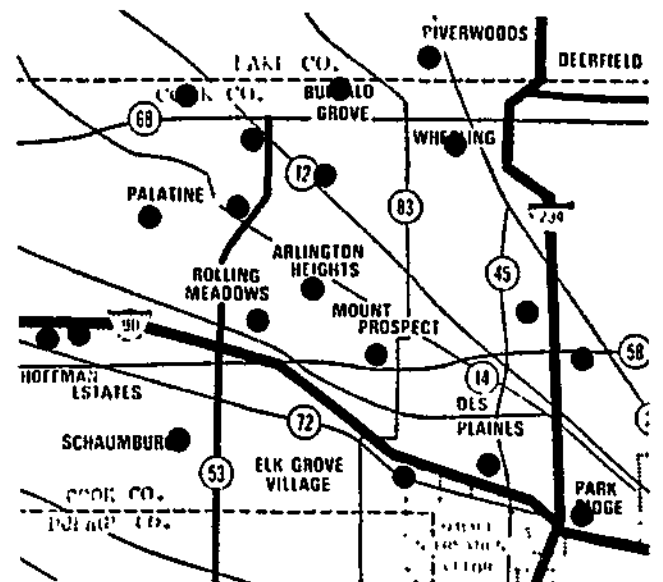 RIVERWOODS
DEERFIELD
LAKE CO.
COOK CO.
BUFFALO
GROVE
68
WHEELING
12
PALATINE
83
294
ARLINGTON
HEIGHTS
45
ROLLING
MEADOWS
MOUNT
PROSPECT
90
58
HOFFMAN
ESTATES
14
DES
PLAINES
72
SCHAUMBURG
ELK GROVE
VILLAGE
53
PARK
RIDGE
COOK CO.
DUPAGE CO.